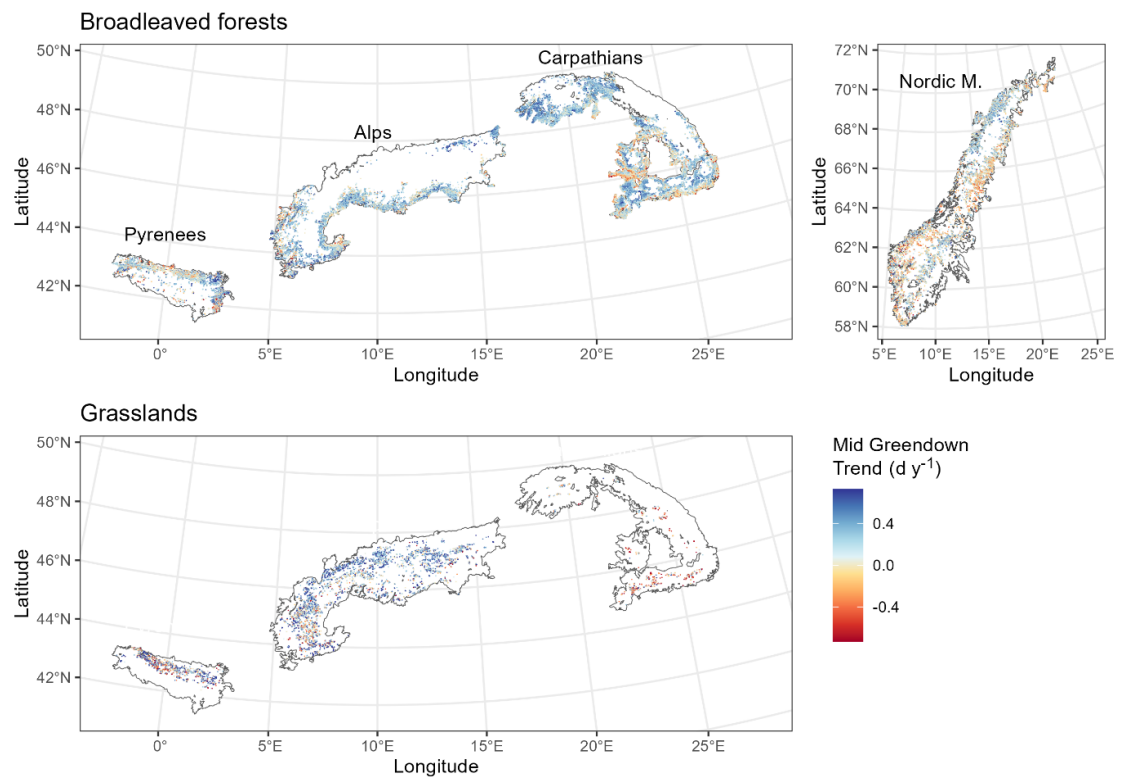 Broadleaved forests
50°N
48°N
46°N
44°N
42°N
Latitude
Pyrenees
Alps
Carpathians
0°
5°E
10°E
15°E
20°E
25°E
Longitude
72°N
70°N
68°N
66°N
64°N
62°N
60°N
58°N
Latitude
Nordic M.
5°E
10°E
15°E
20°E
25°E
Longitude
Grasslands
50°N
48°N
46°N
44°N
42°N
Latitude
0°
5°E
10°E
15°E
20°E
25°E
Longitude
Mid Greendown
Trend (d y⁻¹)
0.4
0.0
-0.4